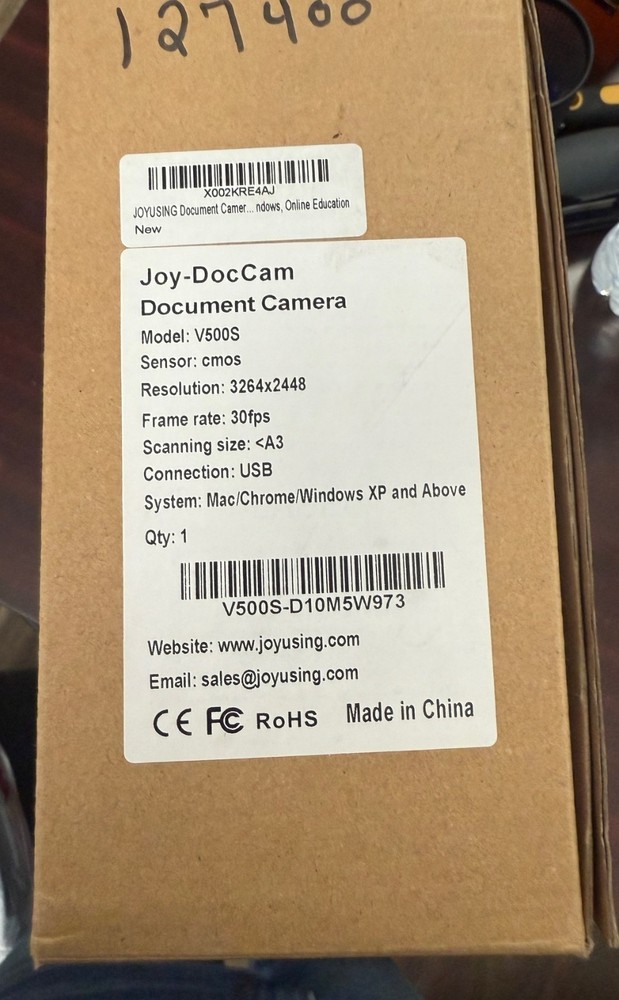 127400
X002KRE4AJ
JOYUSING Document Camer... ndows, Online Education
New
Joy-DocCam
Document Camera
Model: V500S
Sensor: cmos
Resolution: 3264x2448
Frame rate: 30fps
Scanning size: <A3
Connection: USB
System: Mac/Chrome/Windows XP and Above
Qty: 1
V500S-D10M5W973
Website: www.joyusing.com
Email: sales@joyusing.com
CE FC RoHS Made in China